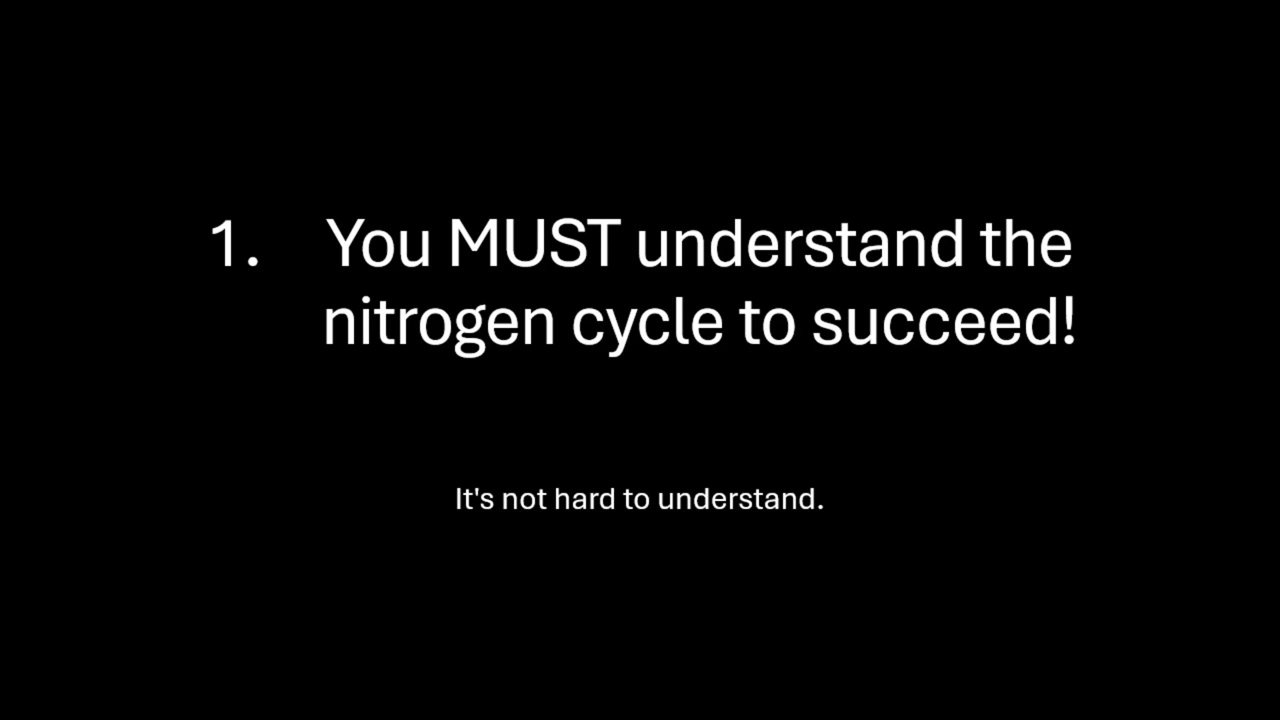 1. You MUST understand the
nitrogen cycle to succeed!
It's not hard to understand.